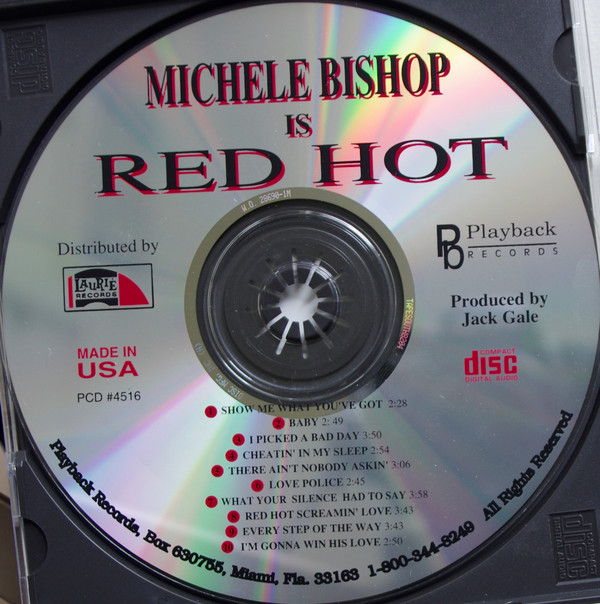 MICHELE BISHOP
IS
RED HOT
W.O. 28690-1M
Distributed by
LAURIE
RECORDS
Pb Playback
RECORDS
Produced by
Jack Gale
MADE IN
USA
PCD #4516
COMPACT
disc
DIGITAL AUDIO
1 SHOW ME WHAT YOU'VE GOT 2:28
2 BABY 2: 49
3 I PICKED A BAD DAY 3:50
4 CHEATIN' IN MY SLEEP 2:54
5 THERE AIN'T NOBODY ASKIN' 3:06
6 LOVE POLICE 2:45
7 WHAT YOUR SILENCE HAD TO SAY 3:58
8 RED HOT SCREAMIN' LOVE 3:43
9 EVERY STEP OF THE WAY 3:43
10 I'M GONNA WIN HIS LOVE 2:50
Playback Records, Box 630755, Miami, Fla. 33163 1-800-344-8249 All Rights Reserved
disc